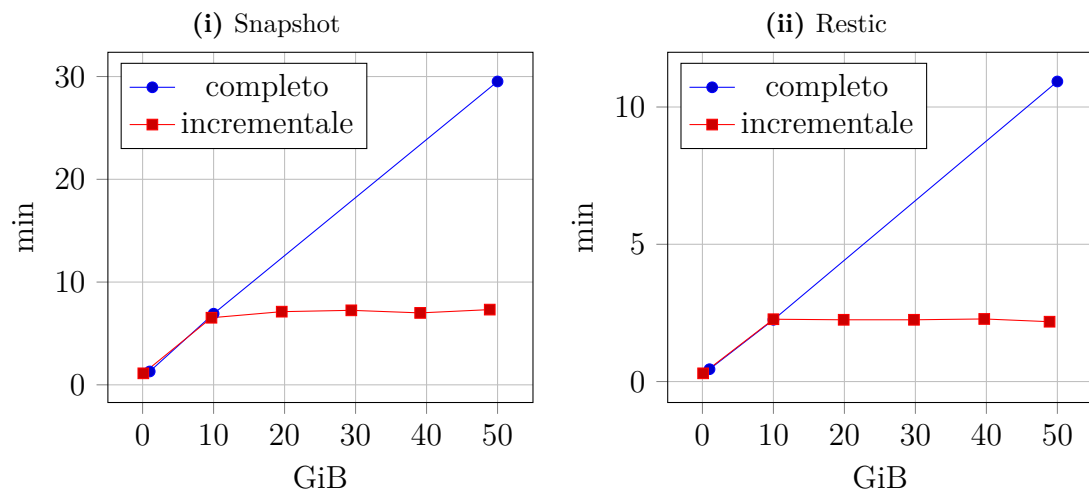 (i) Snapshot
completo
incrementale
30
20
10
0
min
0 10 20 30 40 50
GiB
(ii) Restic
completo
incrementale
10
5
0
min
0 10 20 30 40 50
GiB